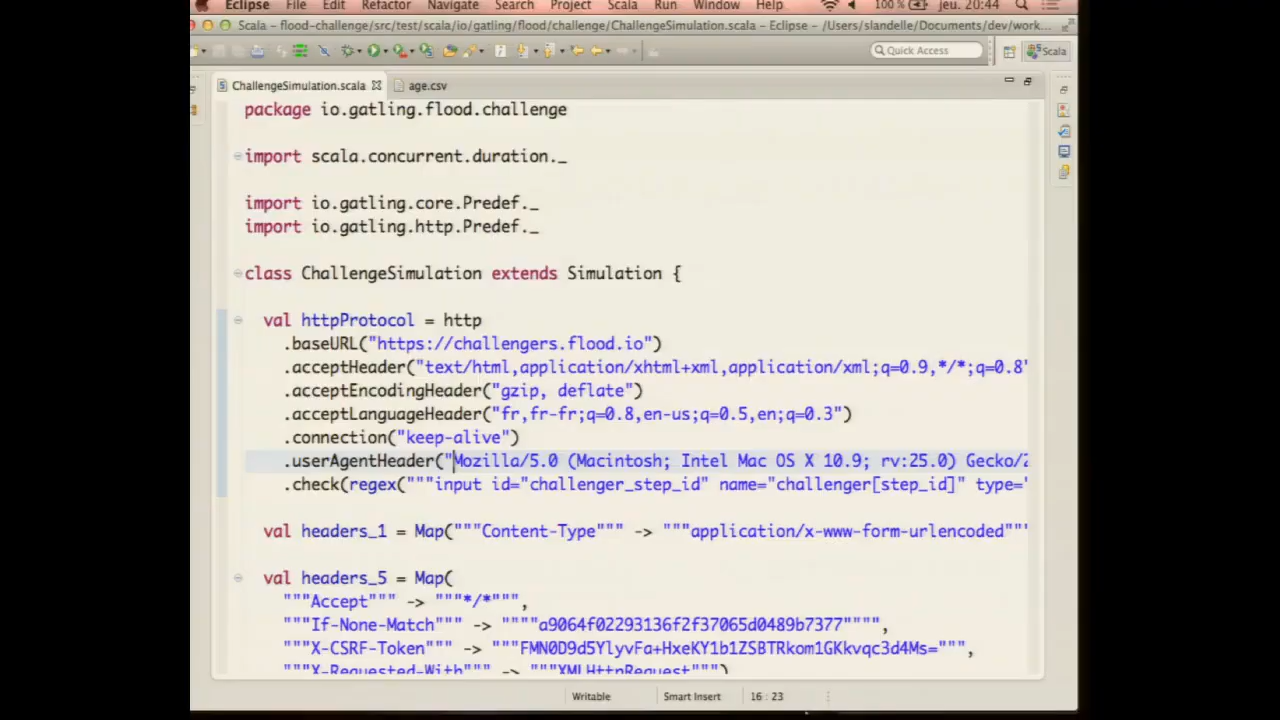 Eclipse File Edit Refactor Navigate Search Project Scala Run Window Help 100 % jeu. 20:44
Scala - flood-challenge/src/test/scala/io/gatling/flood/challenge/ChallengeSimulation.scala - Eclipse - /Users/slandelle/Documents/dev/work...
Quick Access
Scala
ChallengeSimulation.scala age.csv
package io.gatling.flood.challenge
import scala.concurrent.duration._
import io.gatling.core.Predef._
import io.gatling.http.Predef._
class ChallengeSimulation extends Simulation {
val httpProtocol = http
.baseURL("https://challengers.flood.io")
.acceptHeader("text/html,application/xhtml+xml,application/xml;q=0.9,*/*;q=0.8"
.acceptEncodingHeader("gzip, deflate")
.acceptLanguageHeader("fr,fr-fr;q=0.8,en-us;q=0.5,en;q=0.3")
.connection("keep-alive")
.userAgentHeader("Mozilla/5.0 (Macintosh; Intel Mac OS X 10.9; rv:25.0) Gecko/2
.check(regex("""input id="challenger_step_id" name="challenger[step_id]" type="
val headers_1 = Map("""Content-Type""" -> """application/x-www-form-urlencoded"""
val headers_5 = Map(
"""Accept""" -> """*/*""",
"""If-None-Match""" -> """"a9064f02293136f2f37065d0489b7377"""",
"""X-CSRF-Token""" -> """FMN0D9d5YlyvFa+HxeKY1b1ZSBTRkom1GKkvqc3d4Ms=""",
"""X-Requested-With""" -> """XMLHttpRequest""")
Writable Smart Insert 16 : 23